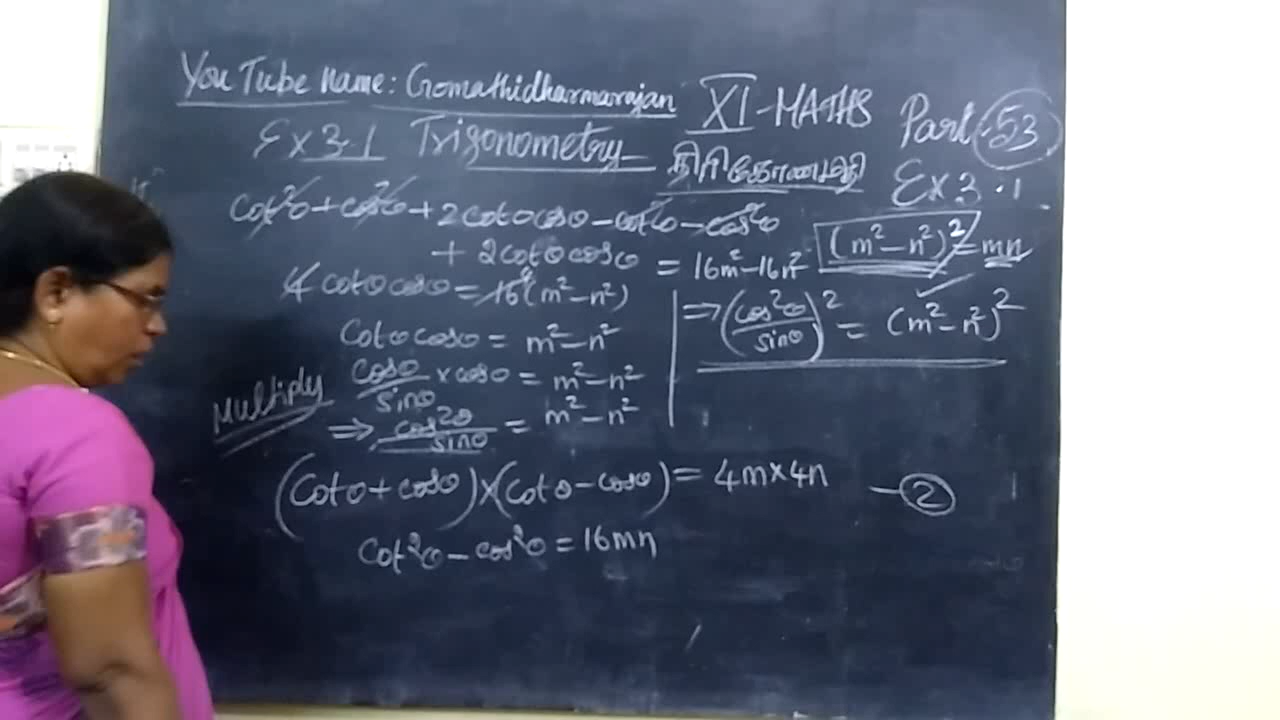 You Tube name: Gomathidharmarajan XI-MATHS Part-53
Ex 3.1 Trigonometry திரிகோணமிதி Ex 3.1
cot²θ + cos²θ + 2cotθcosθ - cot²θ - cos²θ
+ 2cotθcosθ = 16m² - 16n²
(m² - n²)² = mn
4 cotθcosθ = 16 (m² - n²)
cotθcosθ = m² - n²
⇒ (cos²θ/sinθ)² = (m² - n²)²
Multiply
cosθ/sinθ × cosθ = m² - n²
⇒ cos²θ/sinθ = m² - n²
(cotθ + cosθ) × (cotθ - cosθ) = 4m × 4n — ②
cot²θ - cos²θ = 16mn